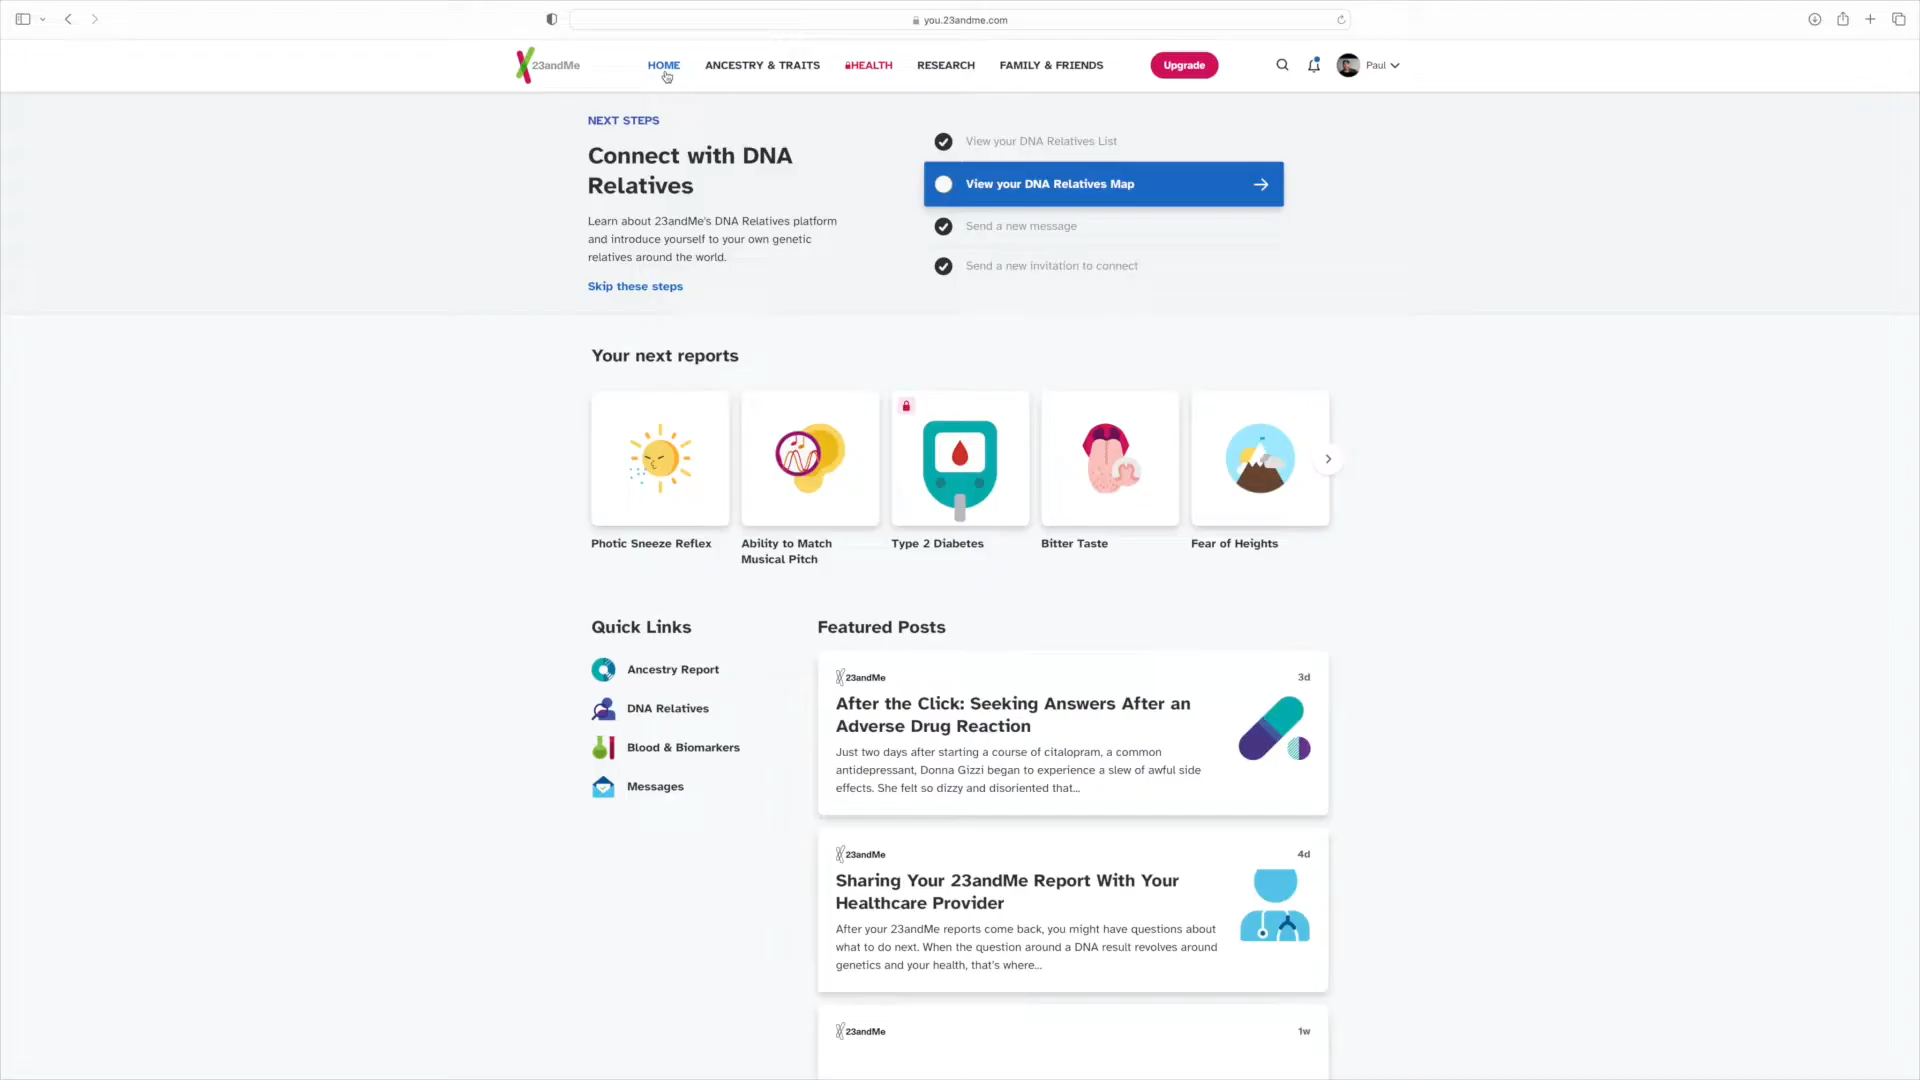 you.23andme.com
23andMe
HOME
ANCESTRY & TRAITS
HEALTH
RESEARCH
FAMILY & FRIENDS
Upgrade
Paul
NEXT STEPS
Connect with DNA
Relatives
Learn about 23andMe's DNA Relatives platform
and introduce yourself to your own genetic
relatives around the world.
Skip these steps
View your DNA Relatives List
View your DNA Relatives Map
Send a new message
Send a new invitation to connect
Your next reports
Photic Sneeze Reflex
Ability to Match
Musical Pitch
Type 2 Diabetes
Bitter Taste
Fear of Heights
Quick Links
Ancestry Report
DNA Relatives
Blood & Biomarkers
Messages
Featured Posts
23andMe
3d
After the Click: Seeking Answers After an
Adverse Drug Reaction
Just two days after starting a course of citalopram, a common
antidepressant, Donna Gizzi began to experience a slew of awful side
effects. She felt so dizzy and disoriented that...
23andMe
4d
Sharing Your 23andMe Report With Your
Healthcare Provider
After your 23andMe reports come back, you might have questions about
what to do next. When the question around a DNA result revolves around
genetics and your health, that's where...
23andMe
1w